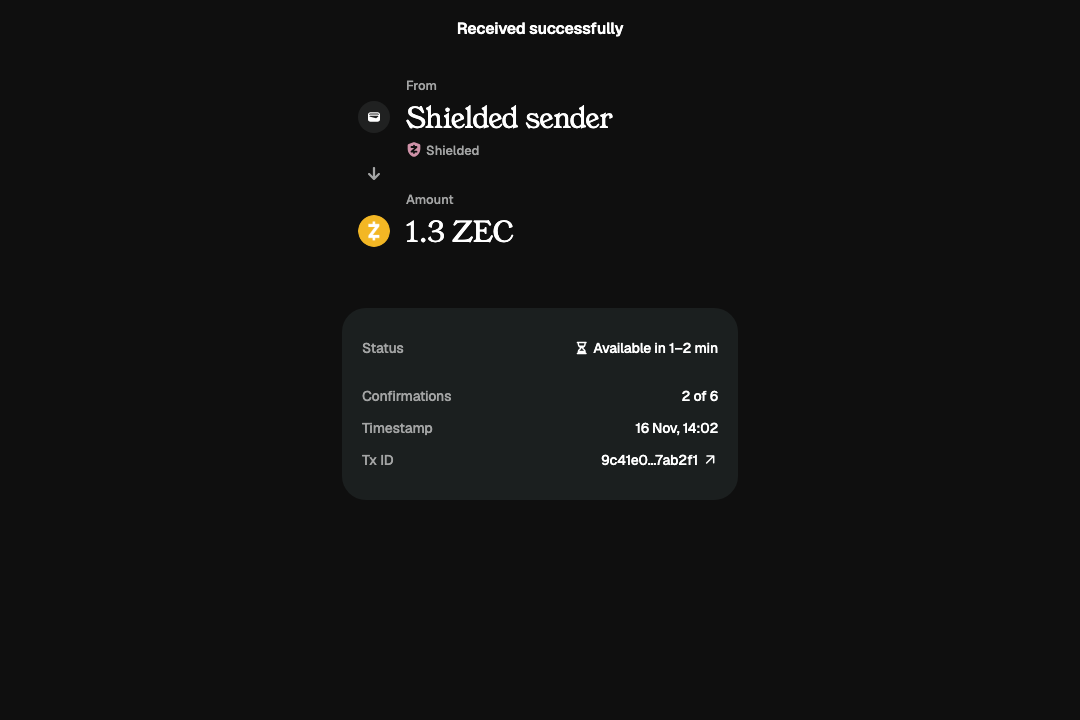 Received successfully
From
Shielded sender
Shielded
Amount
1.3 ZEC
Status Available in 1–2 min
Confirmations 2 of 6
Timestamp 16 Nov, 14:02
Tx ID 9c41e0...7ab2f1